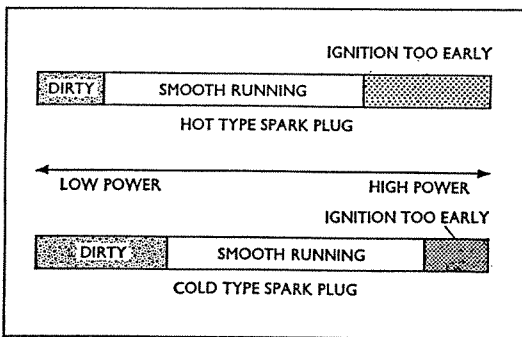 IGNITION TOO EARLY
DIRTY SMOOTH RUNNING
HOT TYPE SPARK PLUG
LOW POWER HIGH POWER
IGNITION TOO EARLY
DIRTY SMOOTH RUNNING
COLD TYPE SPARK PLUG